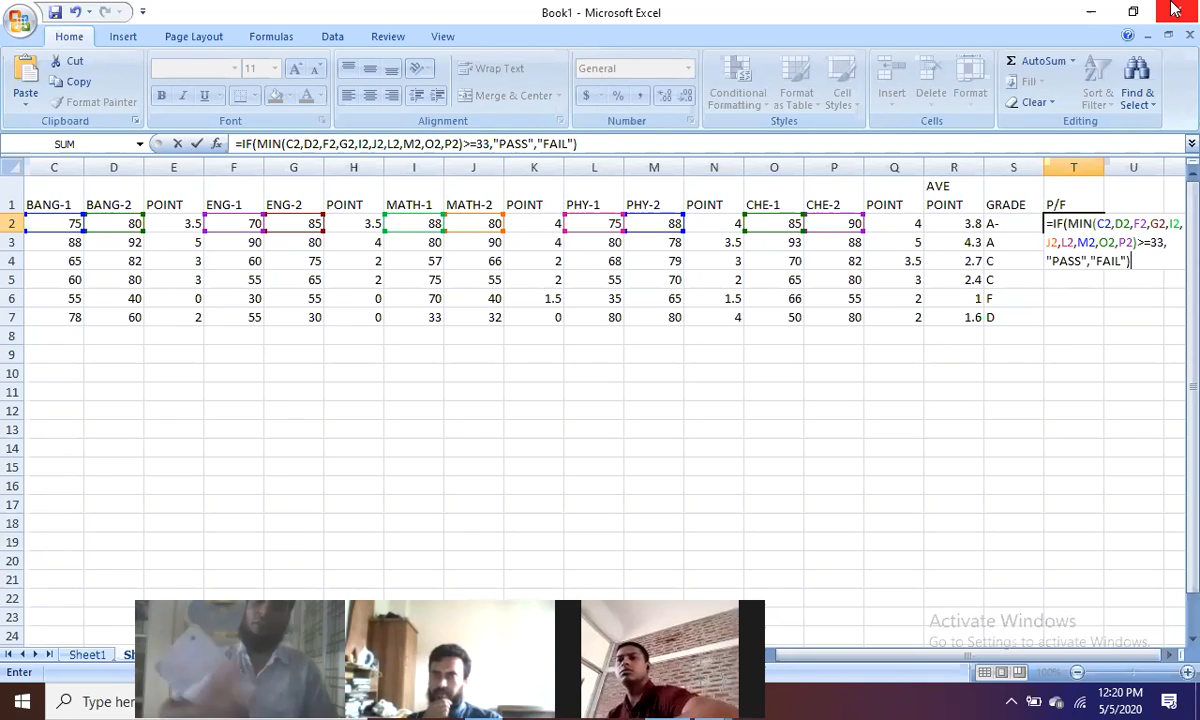 Book1 - Microsoft Excel
Home Insert Page Layout Formulas Data Review View
Paste Cut Copy Format Painter
11
Wrap Text Merge & Center
General
$ % ,
Conditional Formatting Format as Table Cell Styles
Insert Delete Format
Σ AutoSum Fill Clear Sort & Filter Find & Select
Clipboard Font Alignment Number Styles Cells Editing
SUM =IF(MIN(C2,D2,F2,G2,I2,J2,L2,M2,O2,P2)>=33,"PASS","FAIL")
C D E F G H I J K L M N O P Q R S T U
1 BANG-1 BANG-2 POINT ENG-1 ENG-2 POINT MATH-1 MATH-2 POINT PHY-1 PHY-2 POINT CHE-1 CHE-2 POINT AVE POINT GRADE P/F
2 75 80 3.5 70 85 3.5 88 80 4 75 88 4 85 90 4 3.8 A- =IF(MIN(C2,D2,F2,G2,I2,
3 88 92 5 90 80 4 80 90 4 80 78 3.5 93 88 5 4.3 A J2,L2,M2,O2,P2)>=33,
4 65 82 3 60 75 2 57 66 2 68 79 3 70 82 3.5 2.7 C "PASS","FAIL")
5 60 80 3 55 65 2 75 55 2 55 70 2 65 80 3 2.4 C
6 55 40 0 30 55 0 70 40 1.5 35 65 1.5 66 55 2 1 F
7 78 60 2 55 30 0 33 32 0 80 80 4 50 80 2 1.6 D
8
9
10
11
12
13
14
15
16
17
18
19
20
21
22
23
24
Activate Windows
Go to Settings to activate Windows.
Sheet1
Enter 100%
Type here
12:20 PM
5/5/2020